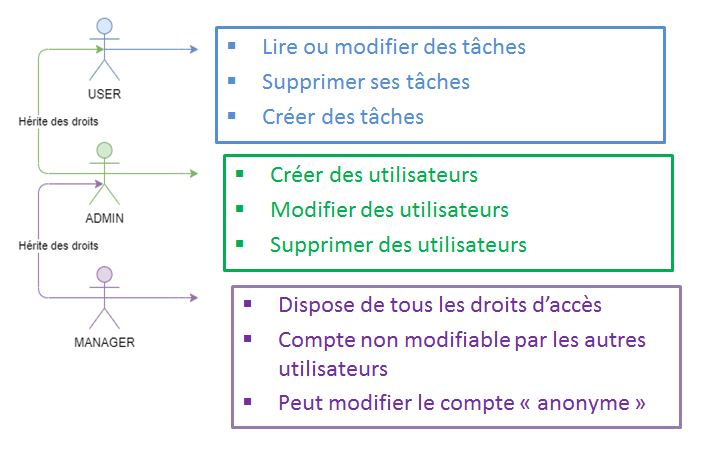 Lire ou modifier des tâches
Supprimer ses tâches
USER
Créer des tâches
Hérite des droits
Créer des utilisateurs
Modifier des utilisateurs
ADMIN
Supprimer des utilisateurs
Hérite des droits
Dispose de tous les droits d’accès
Compte non modifiable par les autres
utilisateurs
MANAGER
Peut modifier le compte « anonyme »